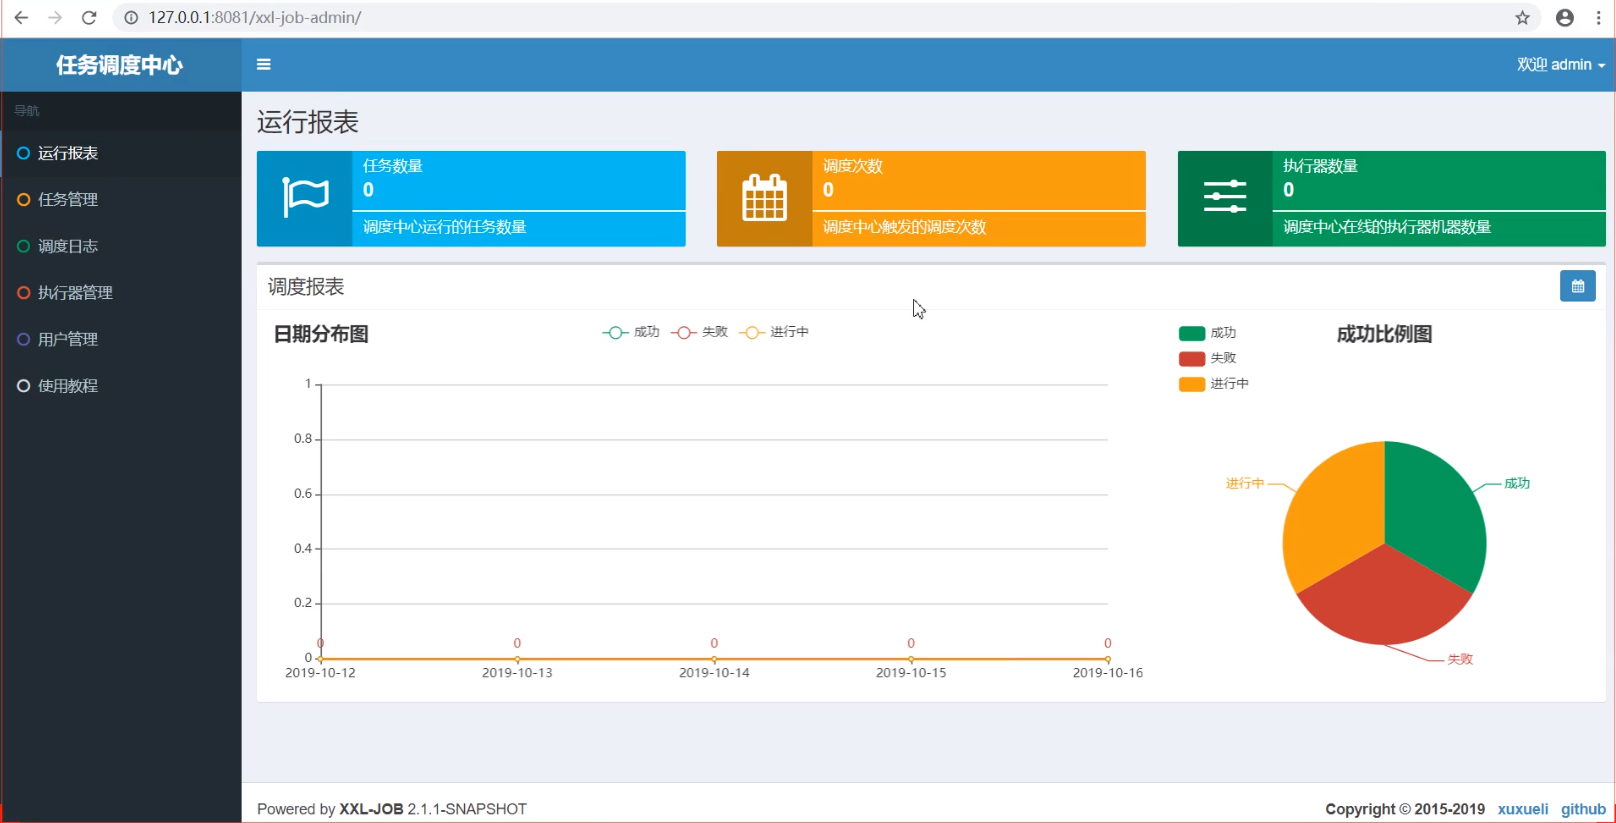 127.0.0.1:8081/xxl-job-admin/
任务调度中心
欢迎 admin
导航
运行报表
任务管理
调度日志
执行器管理
用户管理
使用教程
运行报表
任务数量
0
调度中心运行的任务数量
调度次数
0
调度中心触发的调度次数
执行器数量
0
调度中心在线的执行器机器数量
调度报表
日期分布图
成功 失败 进行中
1
0.8
0.6
0.4
0.2
0
0 0 0 0 0
2019-10-12 2019-10-13 2019-10-14 2019-10-15 2019-10-16
成功
失败
进行中
成功比例图
进行中
成功
失败
Powered by XXL-JOB 2.1.1-SNAPSHOT
Copyright © 2015-2019 xuxueli github